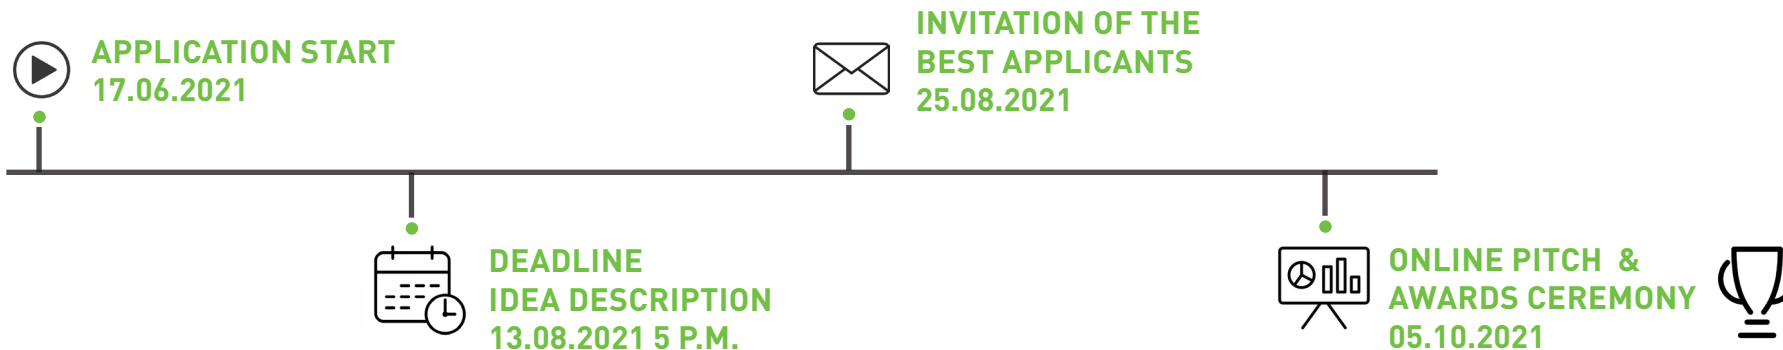 APPLICATION START
17.06.2021
INVITATION OF THE
BEST APPLICANTS
25.08.2021
DEADLINE
IDEA DESCRIPTION
13.08.2021 5 P.M.
ONLINE PITCH &
AWARDS CEREMONY
05.10.2021